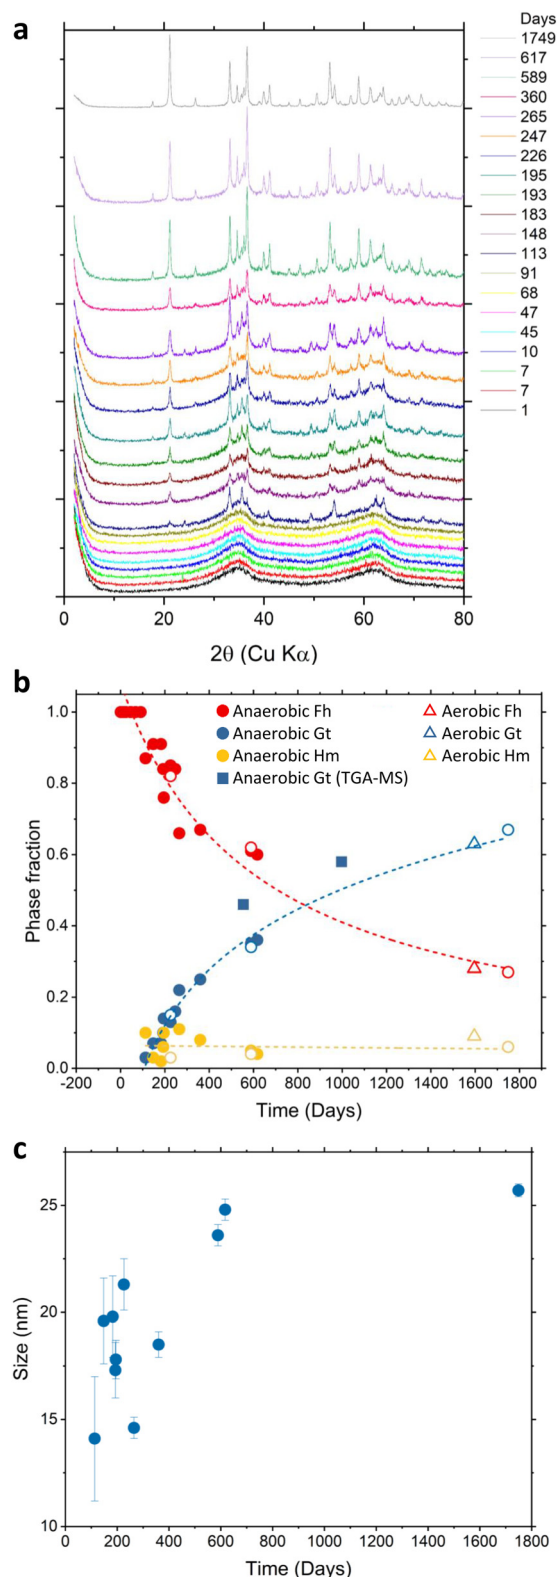 a
Days
1749
617
589
360
265
247
226
195
193
183
148
113
91
68
47
45
10
7
7
1
0 20 40 60 80
2θ (Cu Kα)
b
Anaerobic Fh Aerobic Fh
Anaerobic Gt Aerobic Gt
Anaerobic Hm Aerobic Hm
Anaerobic Gt (TGA-MS)
1.0
0.8
0.6
0.4
0.2
0.0
Phase fraction
-200 0 200 400 600 800 1000 1200 1400 1600 1800
Time (Days)
c
25
20
15
10
Size (nm)
0 200 400 600 800 1000 1200 1400 1600 1800
Time (Days)